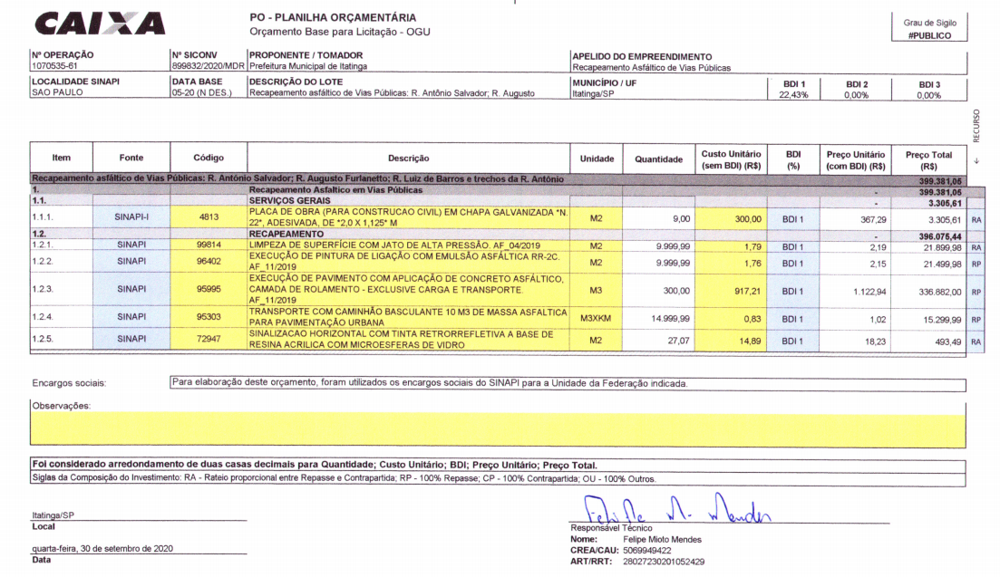 CAIXA
PO - PLANILHA ORÇAMENTÁRIA
Orçamento Base para Licitação - OGU
Grau de Sigilo
#PUBLICO
Nº OPERAÇÃO Nº SICONV PROPONENTE / TOMADOR APELIDO DO EMPREENDIMENTO
1070535-61 899832/2020/MDR Prefeitura Municipal de Itatinga Recapeamento Asfáltico de Vias Públicas
LOCALIDADE SINAPI DATA BASE DESCRIÇÃO DO LOTE MUNICÍPIO / UF BDI 1 BDI 2 BDI 3
SAO PAULO 05-20 (N DES.) Recapeamento asfáltico de Vias Públicas: R. Antônio Salvador; R. Augusto Itatinga/SP 22,43% 0,00% 0,00%
RECURSO
↓
Item Fonte Código Descrição Unidade Quantidade Custo Unitário (sem BDI) (R$) BDI (%) Preço Unitário (com BDI) (R$) Preço Total (R$)
Recapeamento asfáltico de Vias Públicas: R. Antônio Salvador; R. Augusto Furlanetto; R. Luiz de Barros e trechos da R. Antônio 399.381,05
1. Recapeamento Asfaltico em Vias Públicas - 399.381,05
1.1. SERVIÇOS GERAIS - 3.305,61
1.1.1. SINAPI-I 4813 PLACA DE OBRA (PARA CONSTRUCAO CIVIL) EM CHAPA GALVANIZADA *N. 22*, ADESIVADA, DE *2,0 X 1,125* M M2 9,00 300,00 BDI 1 367,29 3.305,61 RA
1.2. RECAPEAMENTO - 396.075,44
1.2.1. SINAPI 99814 LIMPEZA DE SUPERFÍCIE COM JATO DE ALTA PRESSÃO. AF_04/2019 M2 9.999,99 1,79 BDI 1 2,19 21.899,98 RA
1.2.2. SINAPI 96402 EXECUÇÃO DE PINTURA DE LIGAÇÃO COM EMULSÃO ASFÁLTICA RR-2C. AF_11/2019 M2 9.999,99 1,76 BDI 1 2,15 21.499,98 RP
1.2.3. SINAPI 95995 EXECUÇÃO DE PAVIMENTO COM APLICAÇÃO DE CONCRETO ASFÁLTICO, CAMADA DE ROLAMENTO - EXCLUSIVE CARGA E TRANSPORTE. AF_11/2019 M3 300,00 917,21 BDI 1 1.122,94 336.882,00 RP
1.2.4. SINAPI 95303 TRANSPORTE COM CAMINHÃO BASCULANTE 10 M3 DE MASSA ASFALTICA PARA PAVIMENTAÇÃO URBANA M3XKM 14.999,99 0,83 BDI 1 1,02 15.299,99 RP
1.2.5. SINAPI 72947 SINALIZACAO HORIZONTAL COM TINTA RETRORREFLETIVA A BASE DE RESINA ACRILICA COM MICROESFERAS DE VIDRO M2 27,07 14,89 BDI 1 18,23 493,49 RA
Encargos sociais: Para elaboração deste orçamento, foram utilizados os encargos sociais do SINAPI para a Unidade da Federação indicada.
Observações:
Foi considerado arredondamento de duas casas decimais para Quantidade; Custo Unitário; BDI; Preço Unitário; Preço Total.
Siglas da Composição do Investimento: RA - Rateio proporcional entre Repasse e Contrapartida; RP - 100% Repasse; CP - 100% Contrapartida; OU - 100% Outros.
Felipe M. Mendes
Itatinga/SP
Local
Responsável Técnico
Nome: Felipe Mioto Mendes
quarta-feira, 30 de setembro de 2020
CREA/CAU: 5069949422
Data
ART/RRT: 28027230201052429